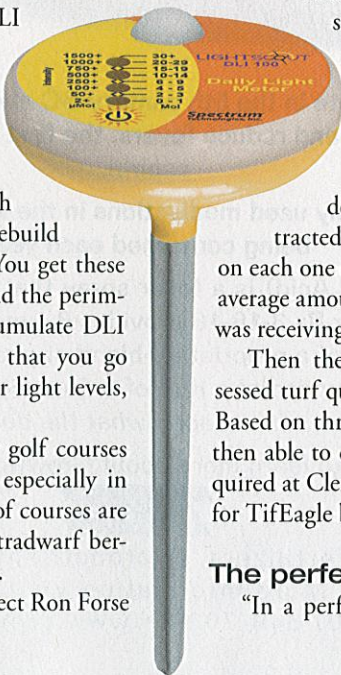 LI
1500+ 30+
1000+ 20-29
750+ 15-19
500+ 10-14
250+ 6 - 9
100+ 4 - 5
50+ 2 - 3
2+ 0 - 1
µMol Mol
Intensity
LIGHTSCOUT
DLI 100
Daily Light
Meter
Spectrum
Technologies, Inc.
h
ebuild
You get these
d the perim-
umulate DLI
that you go
r light levels,
golf courses
especially in
of courses are
tradwarf ber-
ect Ron Forse
s
de
tracted
on each one
average amou
was receiving
Then the
sessed turf qu
Based on thr
then able to c
quired at Cle
for TifEagle b
The perfe
“In a perf